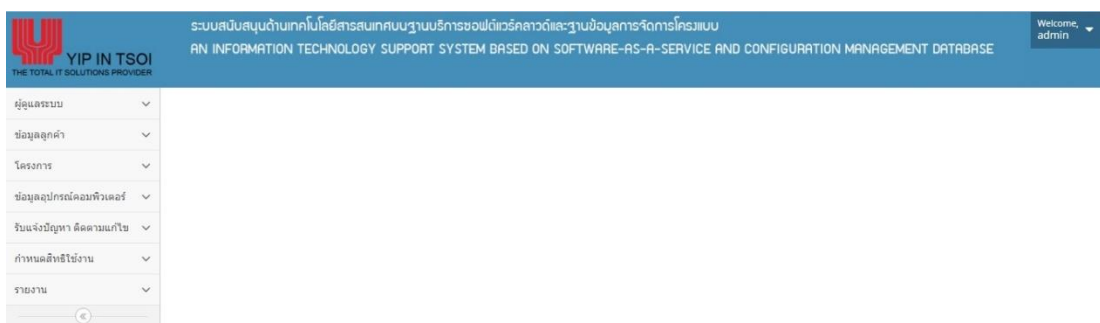 YIP IN TSOI
THE TOTAL IT SOLUTIONS PROVIDER
ระบบสนับสนุนด้านเทคโนโลยีสารสนเทศบนฐานบริการซอฟต์แวร์คลาวด์และฐานข้อมูลการจัดการโครงแบบ
AN INFORMATION TECHNOLOGY SUPPORT SYSTEM BASED ON SOFTWARE-AS-A-SERVICE AND CONFIGURATION MANAGEMENT DATABASE
Welcome,
admin
ผู้ดูแลระบบ
ข้อมูลลูกค้า
โครงการ
ข้อมูลอุปกรณ์คอมพิวเตอร์
รับแจ้งปัญหา ติดตามแก้ไข
กำหนดสิทธิใช้งาน
รายงาน